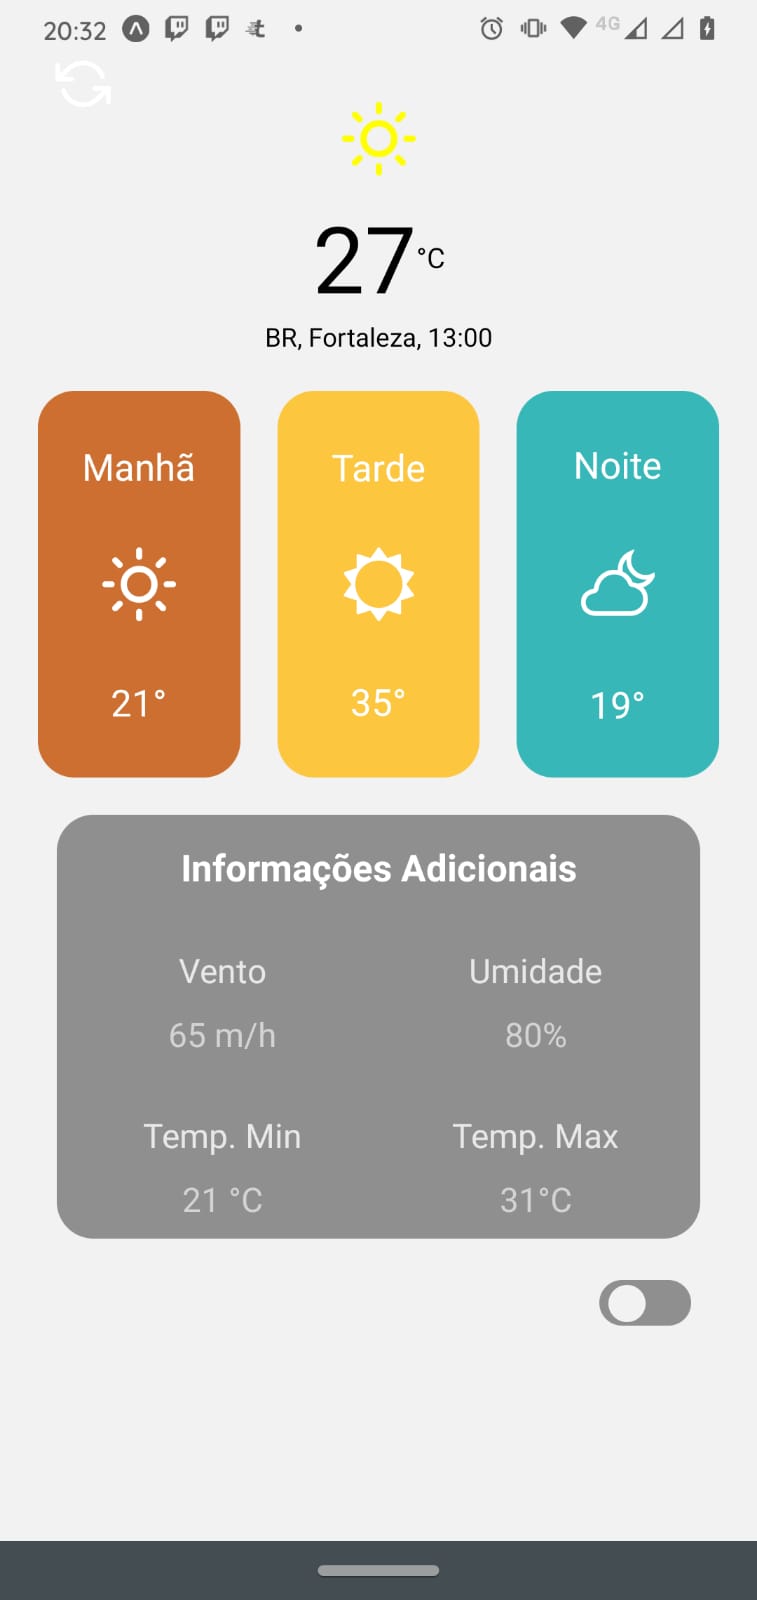 20:32 4G
27°C
BR, Fortaleza, 13:00
Manhã Tarde Noite
21° 35° 19°
Informações Adicionais
Vento Umidade
65 m/h 80%
Temp. Min Temp. Max
21 °C 31°C